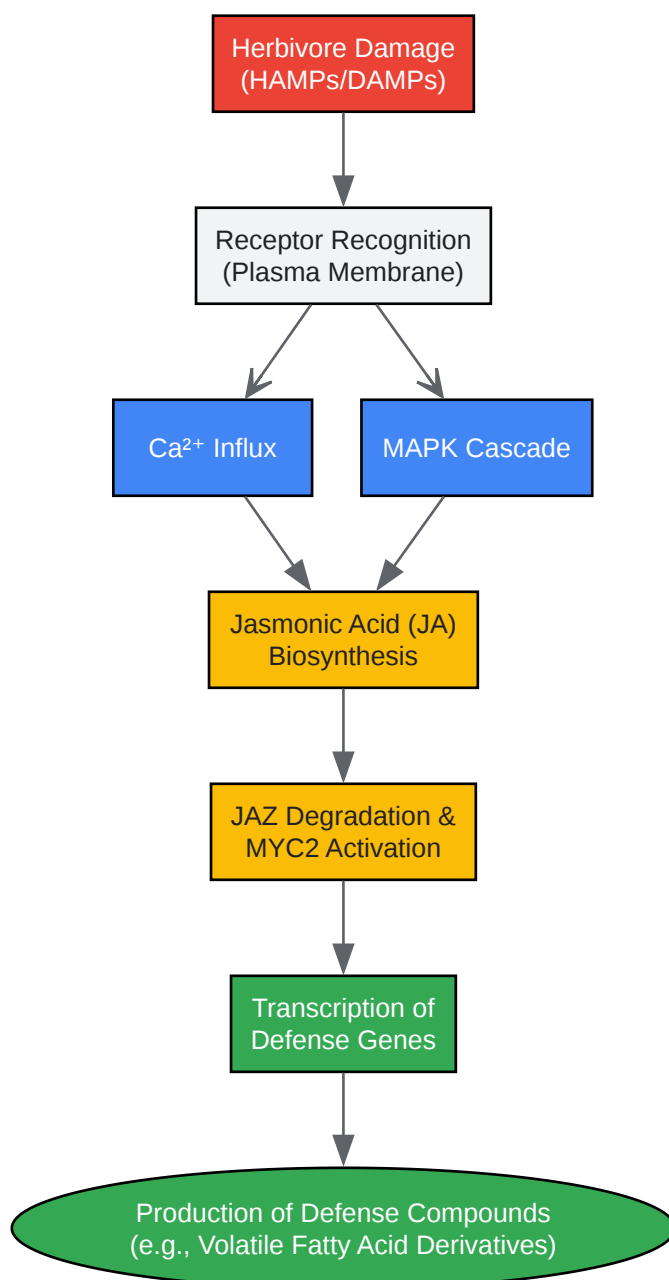 Herbivore Damage
(HAMPs/DAMPs)
Receptor Recognition
(Plasma Membrane)
Ca²⁺ Influx
MAPK Cascade
Jasmonic Acid (JA)
Biosynthesis
JAZ Degradation &
MYC2 Activation
Transcription of
Defense Genes
Production of Defense Compounds
(e.g., Volatile Fatty Acid Derivatives)